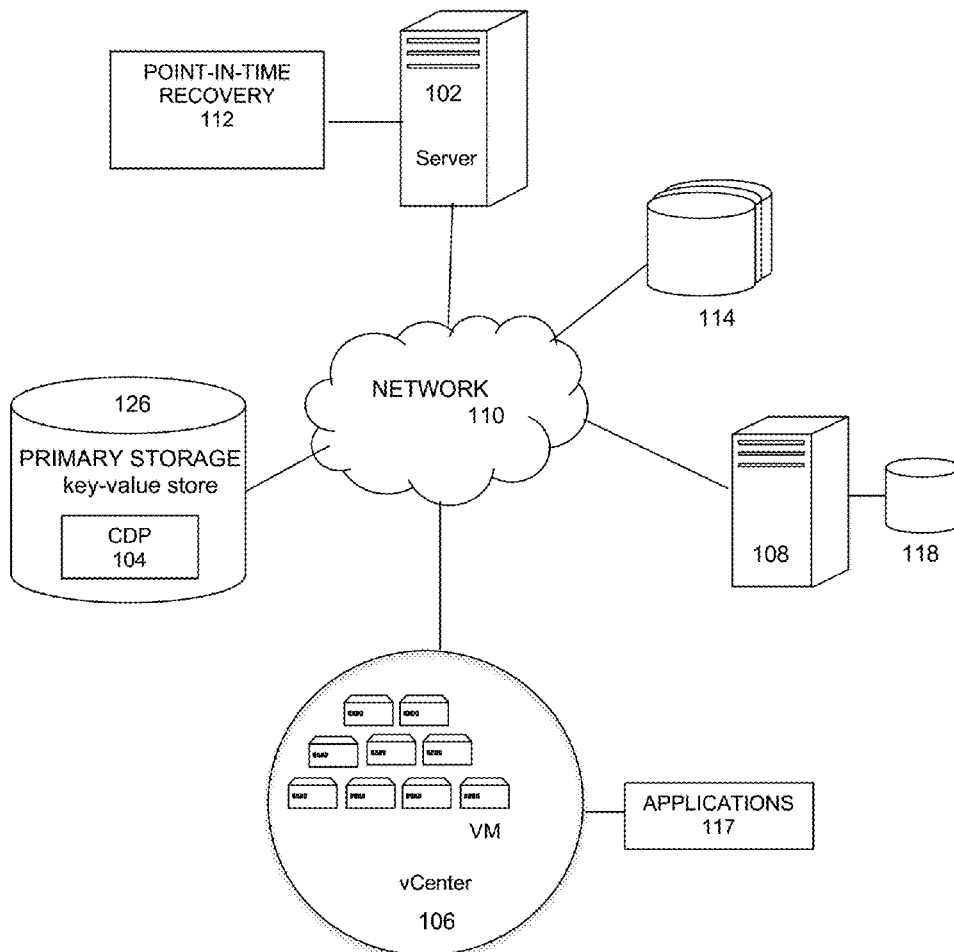 POINT-IN-TIME
RECOVERY
112
102
Server
114
NETWORK
110
126
PRIMARY STORAGE
key-value store
CDP
104
108
118
VM
vCenter
106
APPLICATIONS
117